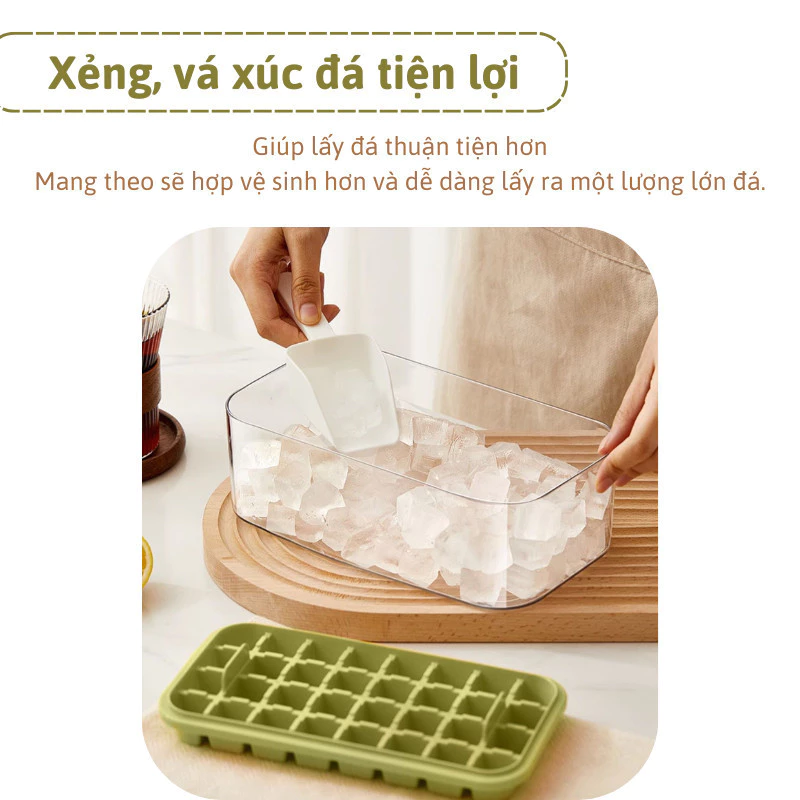 Xẻng, vá xúc đá tiện lợi
Giúp lấy đá thuận tiện hơn
Mang theo sẽ hợp vệ sinh hơn và dễ dàng lấy ra một lượng lớn đá.